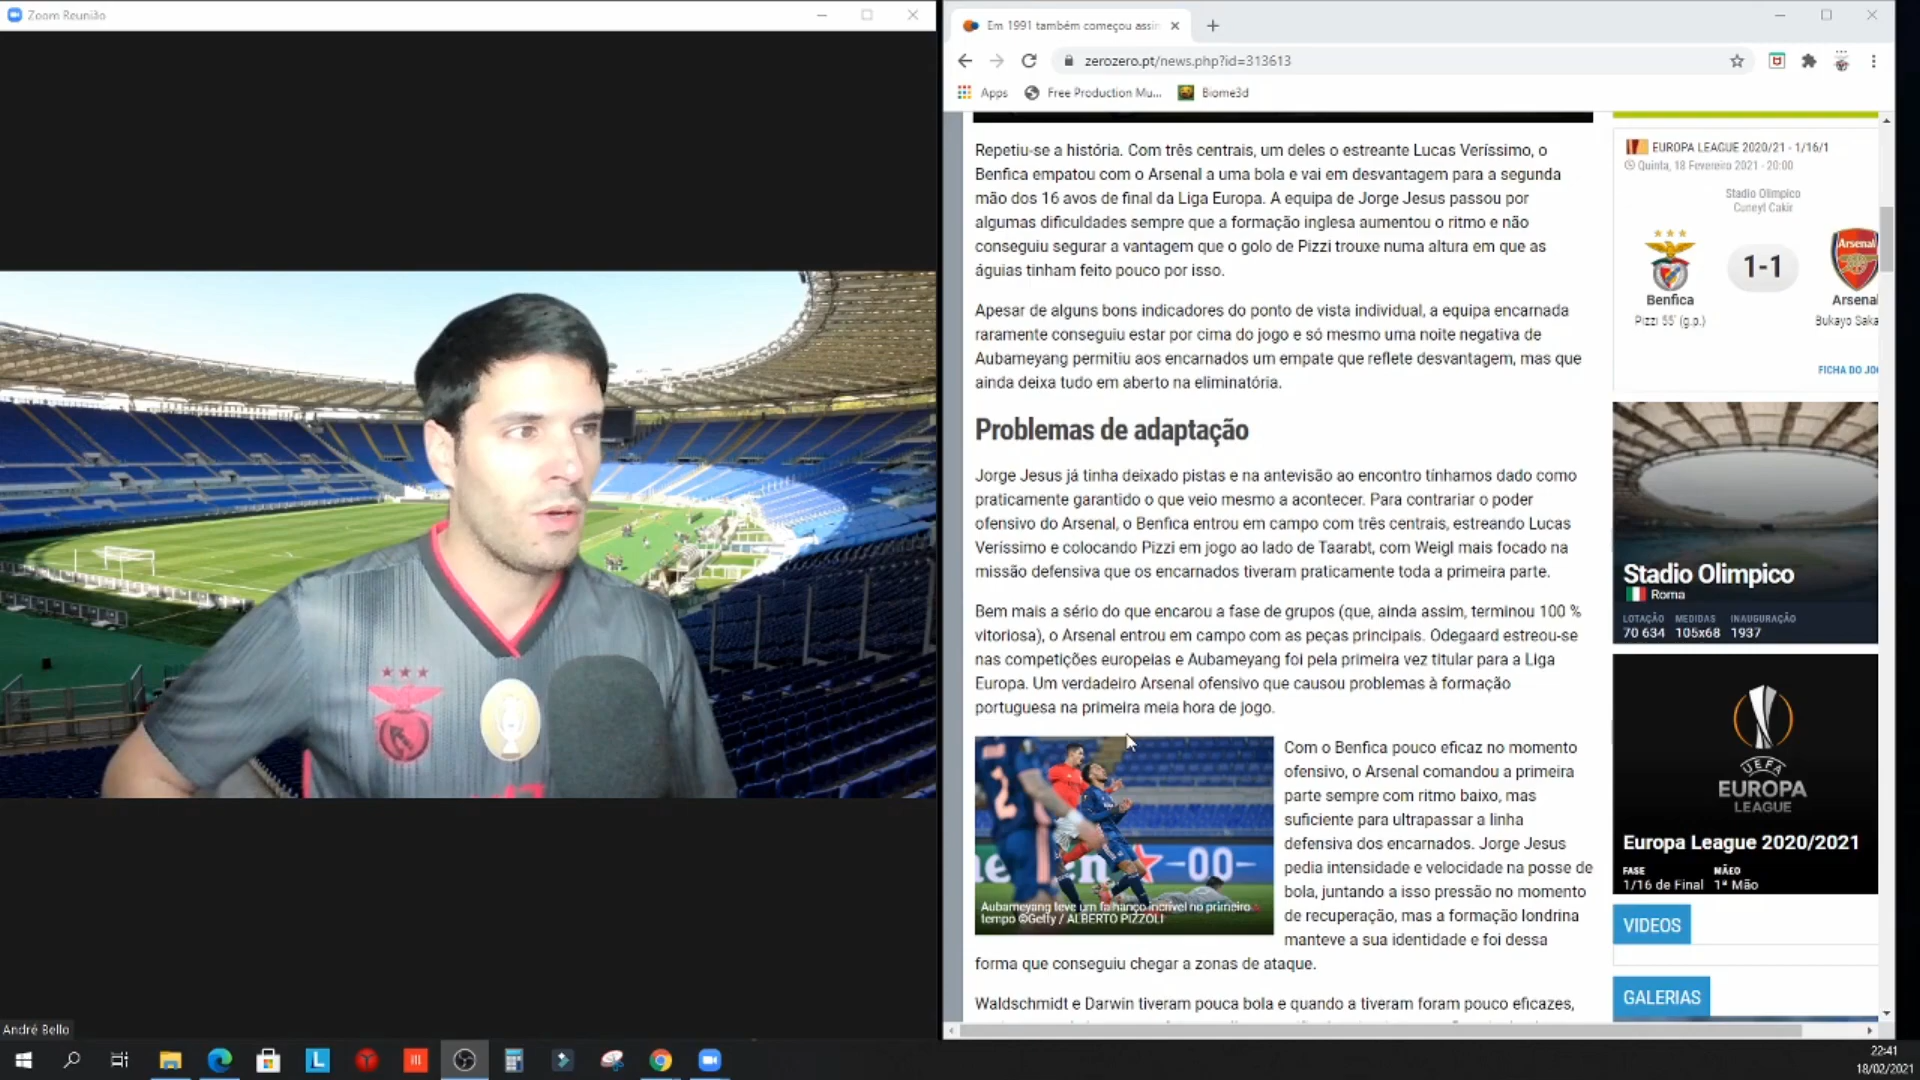 Zoom Reunião
Em 1991 também começou assir
zerozero.pt/news.php?id=313613
Apps
Free Production Mu...
Biome3d
Repetiu-se a história. Com três centrais, um deles o estreante Lucas Veríssimo, o
Benfica empatou com o Arsenal a uma bola e vai em desvantagem para a segunda
mão dos 16 avos de final da Liga Europa. A equipa de Jorge Jesus passou por
algumas dificuldades sempre que a formação inglesa aumentou o ritmo e não
conseguiu segurar a vantagem que o golo de Pizzi trouxe numa altura em que as
águias tinham feito pouco por isso.
Apesar de alguns bons indicadores do ponto de vista individual, a equipa encarnada
raramente conseguiu estar por cima do jogo e só mesmo uma noite negativa de
Aubameyang permitiu aos encarnados um empate que reflete desvantagem, mas que
ainda deixa tudo em aberto na eliminatória.
Problemas de adaptação
Jorge Jesus já tinha deixado pistas e na antevisão ao encontro tínhamos dado como
praticamente garantido o que veio mesmo a acontecer. Para contrariar o poder
ofensivo do Arsenal, o Benfica entrou em campo com três centrais, estreando Lucas
Veríssimo e colocando Pizzi em jogo ao lado de Taarabt, com Weigl mais focado na
missão defensiva que os encarnados tiveram praticamente toda a primeira parte.
Bem mais a sério do que encarou a fase de grupos (que, ainda assim, terminou 100 %
vitoriosa), o Arsenal entrou em campo com as peças principais. Odegaard estreou-se
nas competições europeias e Aubameyang foi pela primeira vez titular para a Liga
Europa. Um verdadeiro Arsenal ofensivo que causou problemas à formação
portuguesa na primeira meia hora de jogo.
Aubameyang teve um falhanço incrível no primeiro
tempo ©Getty / ALBERTO PIZZOLI
Com o Benfica pouco eficaz no momento
ofensivo, o Arsenal comandou a primeira
parte sempre com ritmo baixo, mas
suficiente para ultrapassar a linha
defensiva dos encarnados. Jorge Jesus
pedia intensidade e velocidade na posse de
bola, juntando a isso pressão no momento
de recuperação, mas a formação londrina
manteve a sua identidade e foi dessa
forma que conseguiu chegar a zonas de ataque.
Waldschmidt e Darwin tiveram pouca bola e quando a tiveram foram pouco eficazes,
EUROPA LEAGUE 2020/21 - 1/16/1
Quinta, 18 Fevereiro 2021 - 20:00
Stadio Olimpico
Cuneyt Cakir
Arsenal
1-1
Benfica
Arsenal
Pizzi 55' (g.p.)
Bukayo Saka
FICHA DO JO
Stadio Olimpico
Roma
LOTAÇÃO MEDIDAS INAUGURAÇÃO
70 634 105x68 1937
UEFA
EUROPA
LEAGUE
Europa League 2020/2021
FASE MÃEO
1/16 de Final 1ª Mão
VIDEOS
GALERIAS
André Bello
22:41
18/02/2021